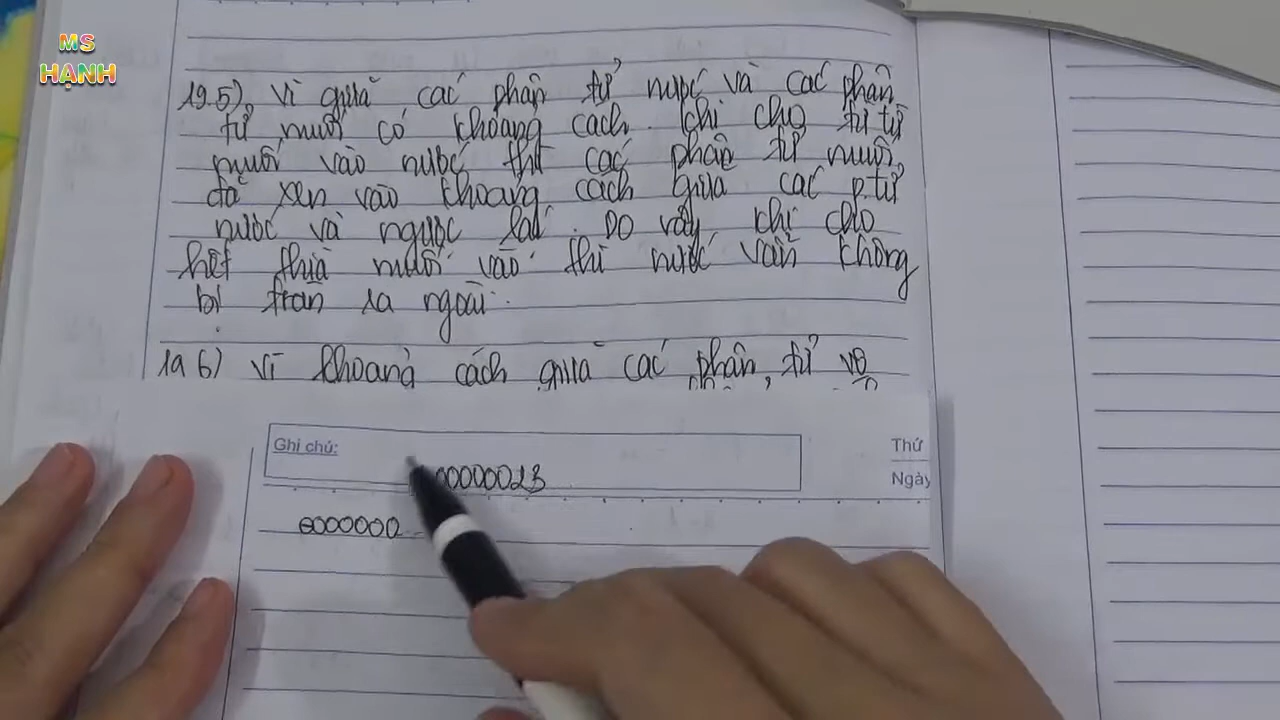 MS
HẠNH
19.5) Vì giữa các phân tử nước và các phân
tử muối có khoảng cách. Khi cho từ từ
muối vào nước thì các phân tử muối
đã xen vào khoảng cách giữa các ptử
nước và ngược lại. Do vậy, khi cho
hết thìa muối vào thì nước vẫn không
bị tràn ra ngoài.
19 6) Vì khoảng cách giữa các phân tử vỏ
Ghi chú:
Thứ
00000023
Ngày
0000000